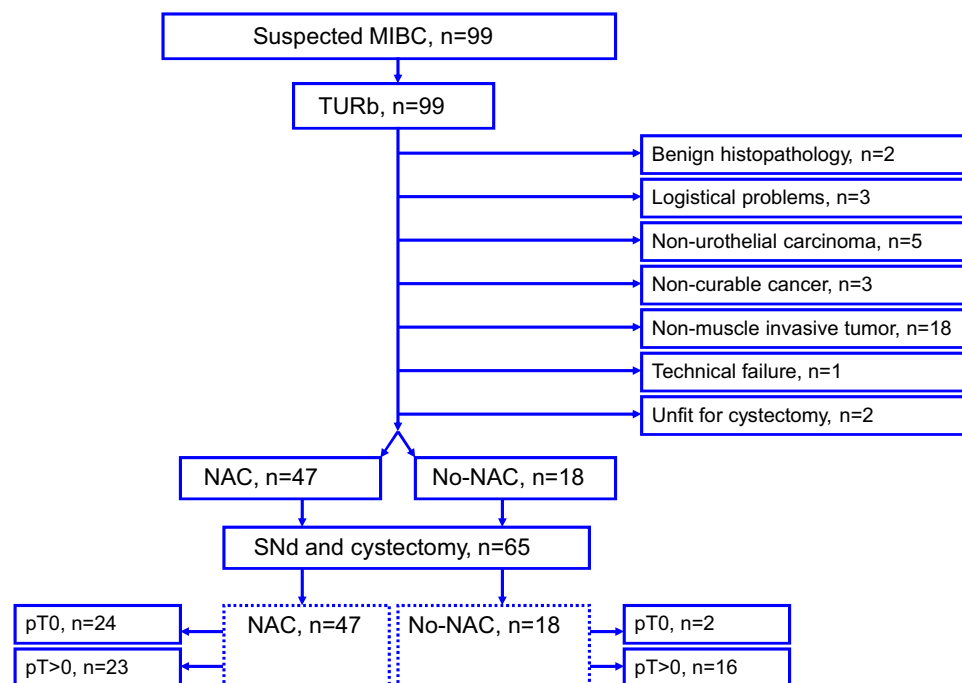 Suspected MIBC, n=99
TURb, n=99
Benign histopathology, n=2
Logistical problems, n=3
Non-urothelial carcinoma, n=5
Non-curable cancer, n=3
Non-muscle invasive tumor, n=18
Technical failure, n=1
Unfit for cystectomy, n=2
NAC, n=47
No-NAC, n=18
SNd and cystectomy, n=65
pT0, n=24
NAC, n=47
No-NAC, n=18
pT0, n=2
pT>0, n=23
pT>0, n=16